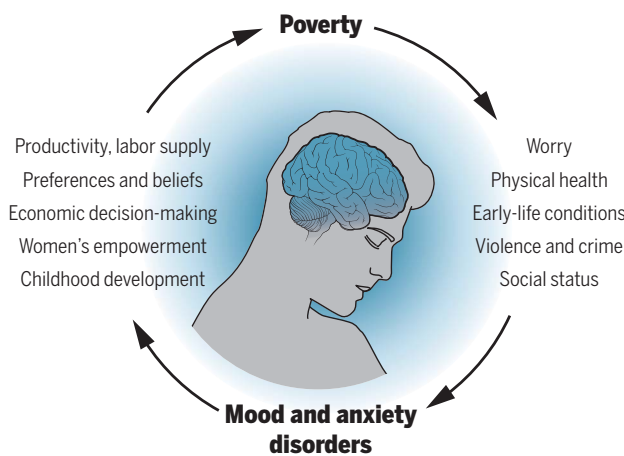 Poverty
Productivity, labor supply
Preferences and beliefs
Economic decision-making
Women’s empowerment
Childhood development
Worry
Physical health
Early-life conditions
Violence and crime
Social status
Mood and anxiety
disorders